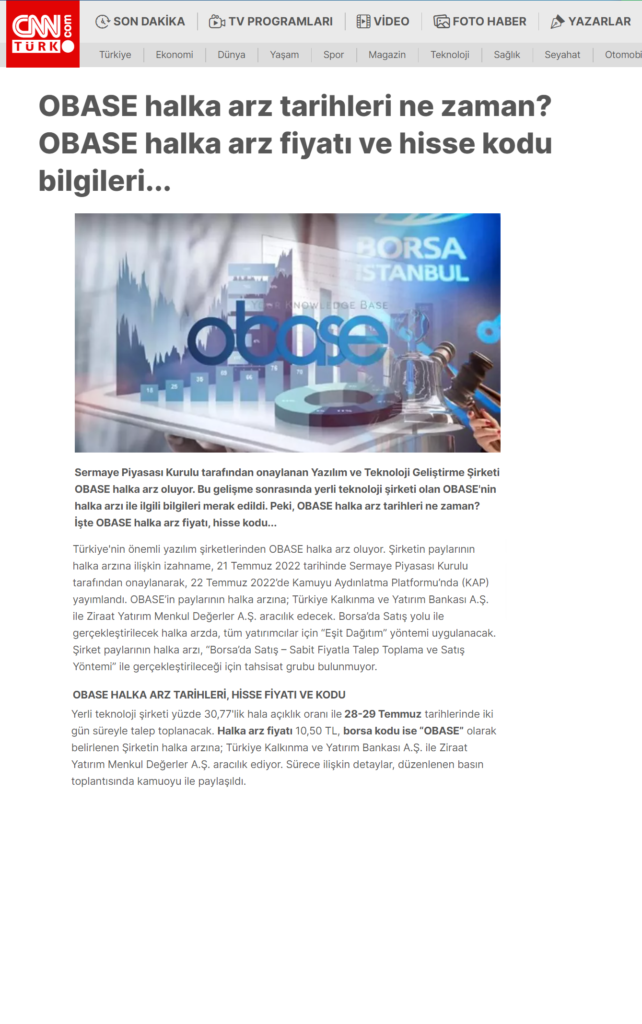 CNN
TÜRK
.com
SON DAKİKA
TV PROGRAMLARI
VİDEO
FOTO HABER
YAZARLAR
Türkiye
Ekonomi
Dünya
Yaşam
Spor
Magazin
Teknoloji
Sağlık
Seyahat
Otomobi
OBASE halka arz tarihleri ne zaman?
OBASE halka arz fiyatı ve hisse kodu
bilgileri...
BORSA
İSTANBUL
KNOWLEDGE BASE
obase
Sermaye Piyasası Kurulu tarafından onaylanan Yazılım ve Teknoloji Geliştirme Şirketi
OBASE halka arz oluyor. Bu gelişme sonrasında yerli teknoloji şirketi olan OBASE'nin
halka arzı ile ilgili bilgileri merak edildi. Peki, OBASE halka arz tarihleri ne zaman?
İşte OBASE halka arz fiyatı, hisse kodu...
Türkiye'nin önemli yazılım şirketlerinden OBASE halka arz oluyor. Şirketin paylarının
halka arzına ilişkin izahname, 21 Temmuz 2022 tarihinde Sermaye Piyasası Kurulu
tarafından onaylanarak, 22 Temmuz 2022'de Kamuyu Aydınlatma Platformu'nda (KAP)
yayımlandı. OBASE'in paylarının halka arzına; Türkiye Kalkınma ve Yatırım Bankası A.Ş.
ile Ziraat Yatırım Menkul Değerler A.Ş. aracılık edecek. Borsa'da Satış yolu ile
gerçekleştirilecek halka arzda, tüm yatırımcılar için "Eşit Dağıtım" yöntemi uygulanacak.
Şirket paylarının halka arzı, "Borsa'da Satış – Sabit Fiyatla Talep Toplama ve Satış
Yöntemi" ile gerçekleştirileceği için tahsisat grubu bulunmuyor.
OBASE HALKA ARZ TARİHLERİ, HİSSE FİYATI VE KODU
Yerli teknoloji şirketi yüzde 30,77'lik hala açıklık oranı ile 28-29 Temmuz tarihlerinde iki
gün süreyle talep toplanacak. Halka arz fiyatı 10,50 TL, borsa kodu ise "OBASE" olarak
belirlenen Şirketin halka arzına; Türkiye Kalkınma ve Yatırım Bankası A.Ş. ile Ziraat
Yatırım Menkul Değerler A.Ş. aracılık ediyor. Sürece ilişkin detaylar, düzenlenen basın
toplantısında kamuoyu ile paylaşıldı.